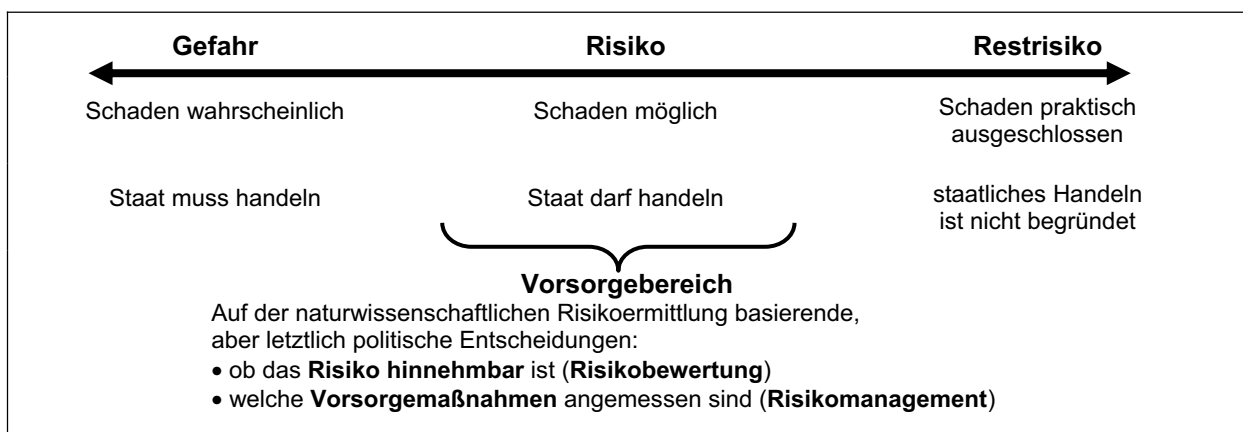 Gefahr Risiko Restrisiko
Schaden wahrscheinlich Schaden möglich Schaden praktisch
ausgeschlossen
Staat muss handeln Staat darf handeln staatliches Handeln
ist nicht begründet
Vorsorgebereich
Auf der naturwissenschaftlichen Risikoermittlung basierende,
aber letztlich politische Entscheidungen:
• ob das Risiko hinnehmbar ist (Risikobewertung)
• welche Vorsorgemaßnahmen angemessen sind (Risikomanagement)